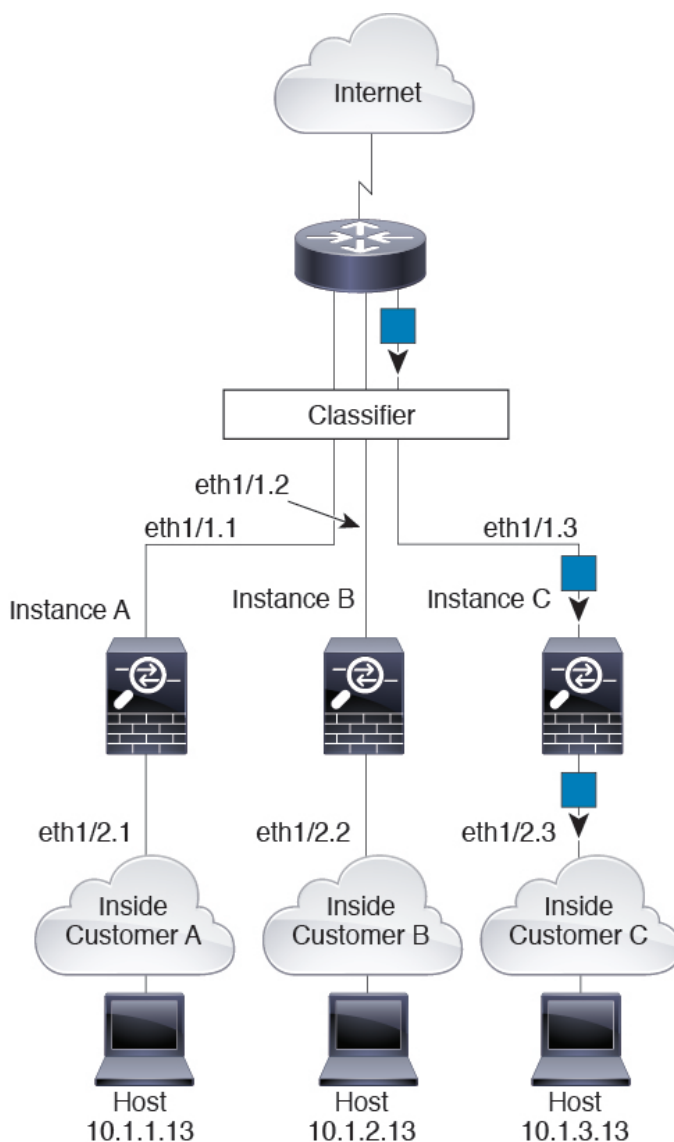 Internet
Classifier
eth1/1.2
eth1/1.1
eth1/1.3
Instance A
Instance B
Instance C
eth1/2.1
eth1/2.2
eth1/2.3
Inside
Customer A
Inside
Customer B
Inside
Customer C
Host
10.1.1.13
Host
10.1.2.13
Host
10.1.3.13